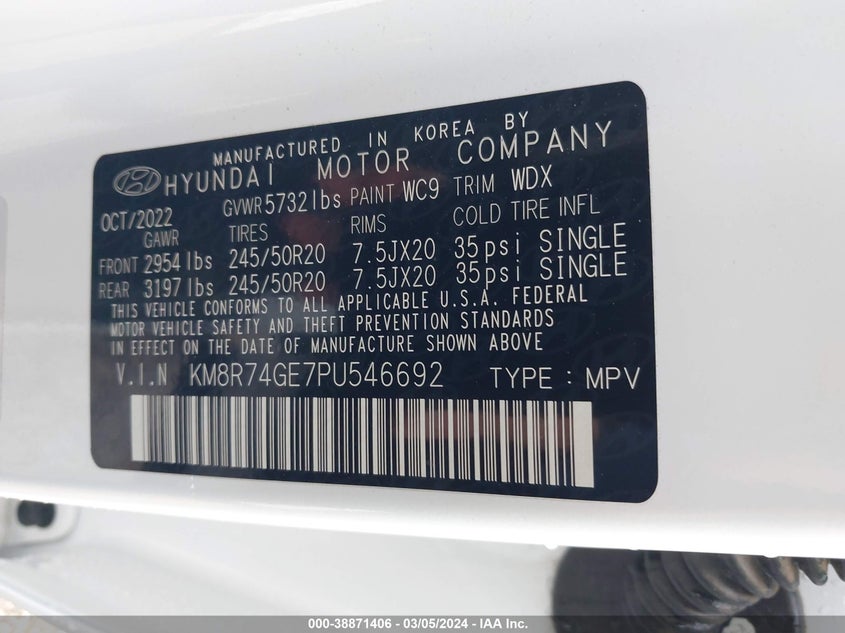 MANUFACTURED IN KOREA BY
HYUNDAI MOTOR COMPANY
OCT/2022 GVWR 5732 lbs PAINT WC9 TRIM WDX
GAWR TIRES RIMS COLD TIRE INFL
FRONT 2954 lbs 245/50R20 7.5JX20 35 psi SINGLE
REAR 3197 lbs 245/50R20 7.5JX20 35 psi SINGLE
THIS VEHICLE CONFORMS TO ALL APPLICABLE U.S.A. FEDERAL
MOTOR VEHICLE SAFETY AND THEFT PREVENTION STANDARDS
IN EFFECT ON THE DATE OF MANUFACTURE SHOWN ABOVE
V.I.N KM8R74GE7PU546692 TYPE : MPV
000-38871406 - 03/05/2024 - IAA Inc.